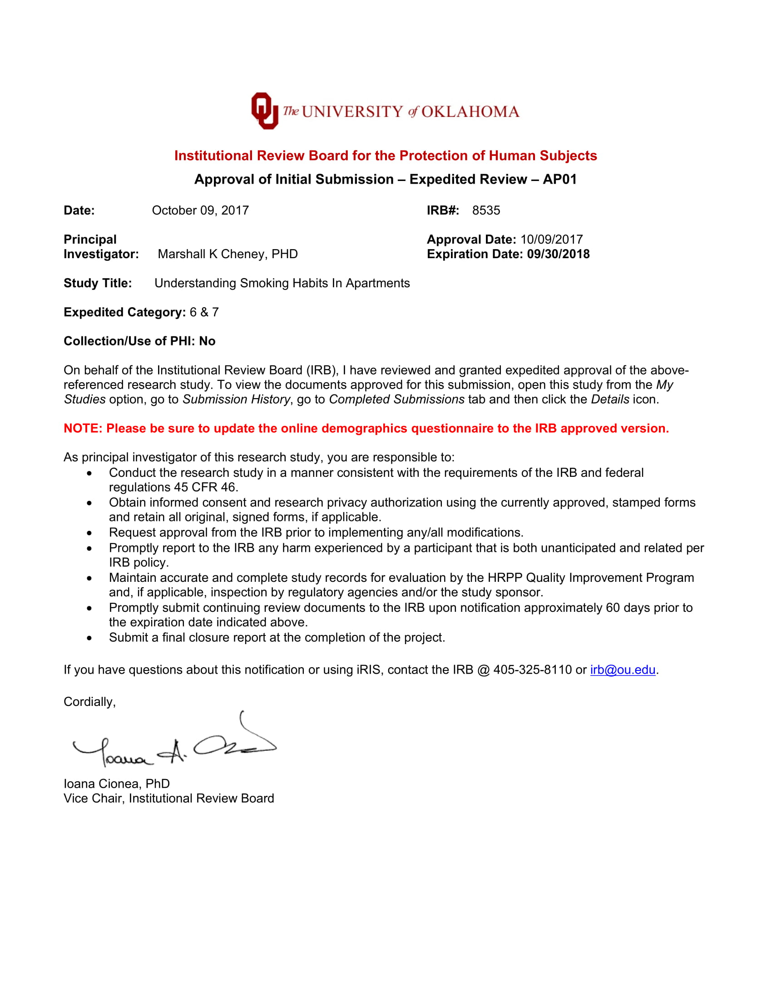 The UNIVERSITY of OKLAHOMA
Institutional Review Board for the Protection of Human Subjects
Approval of Initial Submission – Expedited Review – AP01
Date: October 09, 2017 IRB#: 8535
Principal Approval Date: 10/09/2017
Investigator: Marshall K Cheney, PHD Expiration Date: 09/30/2018
Study Title: Understanding Smoking Habits In Apartments
Expedited Category: 6 & 7
Collection/Use of PHI: No
On behalf of the Institutional Review Board (IRB), I have reviewed and granted expedited approval of the above-
referenced research study. To view the documents approved for this submission, open this study from the My
Studies option, go to Submission History, go to Completed Submissions tab and then click the Details icon.
NOTE: Please be sure to update the online demographics questionnaire to the IRB approved version.
As principal investigator of this research study, you are responsible to:
• Conduct the research study in a manner consistent with the requirements of the IRB and federal
regulations 45 CFR 46.
• Obtain informed consent and research privacy authorization using the currently approved, stamped forms
and retain all original, signed forms, if applicable.
• Request approval from the IRB prior to implementing any/all modifications.
• Promptly report to the IRB any harm experienced by a participant that is both unanticipated and related per
IRB policy.
• Maintain accurate and complete study records for evaluation by the HRPP Quality Improvement Program
and, if applicable, inspection by regulatory agencies and/or the study sponsor.
• Promptly submit continuing review documents to the IRB upon notification approximately 60 days prior to
the expiration date indicated above.
• Submit a final closure report at the completion of the project.
If you have questions about this notification or using iRIS, contact the IRB @ 405-325-8110 or irb@ou.edu.
Cordially,
Ioana A.
Ioana Cionea, PhD
Vice Chair, Institutional Review Board